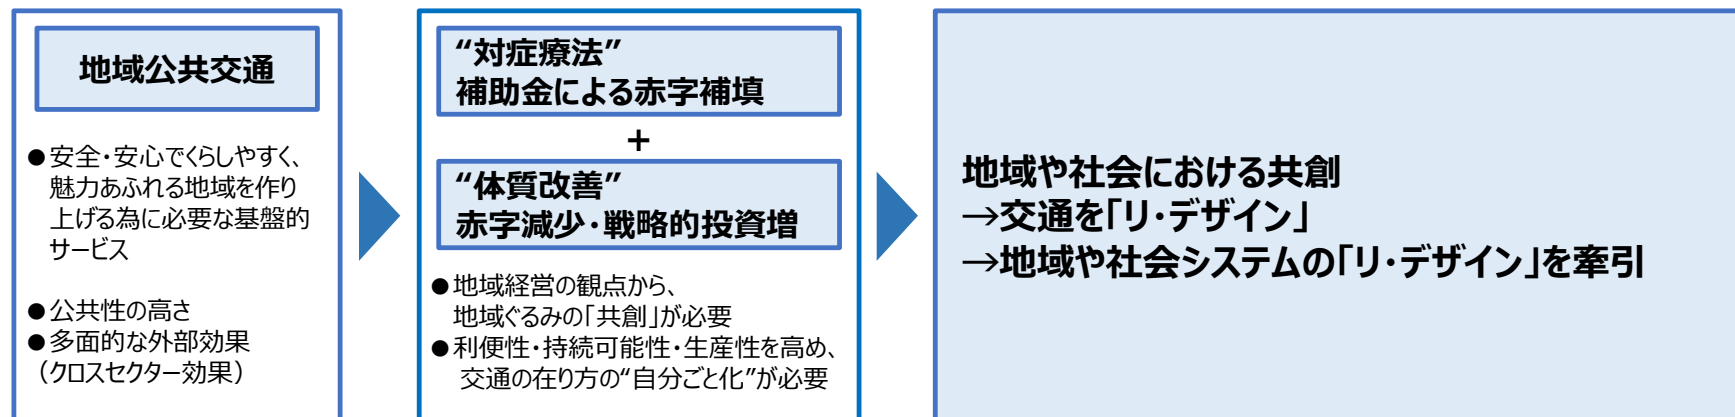 地域公共交通
●安全・安心でくらしやすく、
魅力あふれる地域を作り
上げる為に必要な基盤的
サービス
●公共性の高さ
●多面的な外部効果
（クロスセクター効果）
“対症療法”
補助金による赤字補填
+
“体質改善”
赤字減少・戦略的投資増
●地域経営の観点から、
地域ぐるみの「共創」が必要
●利便性・持続可能性・生産性を高め、
交通の在り方の“自分ごと化”が必要
地域や社会における共創
→交通を「リ・デザイン」
→地域や社会システムの「リ・デザイン」を牽引